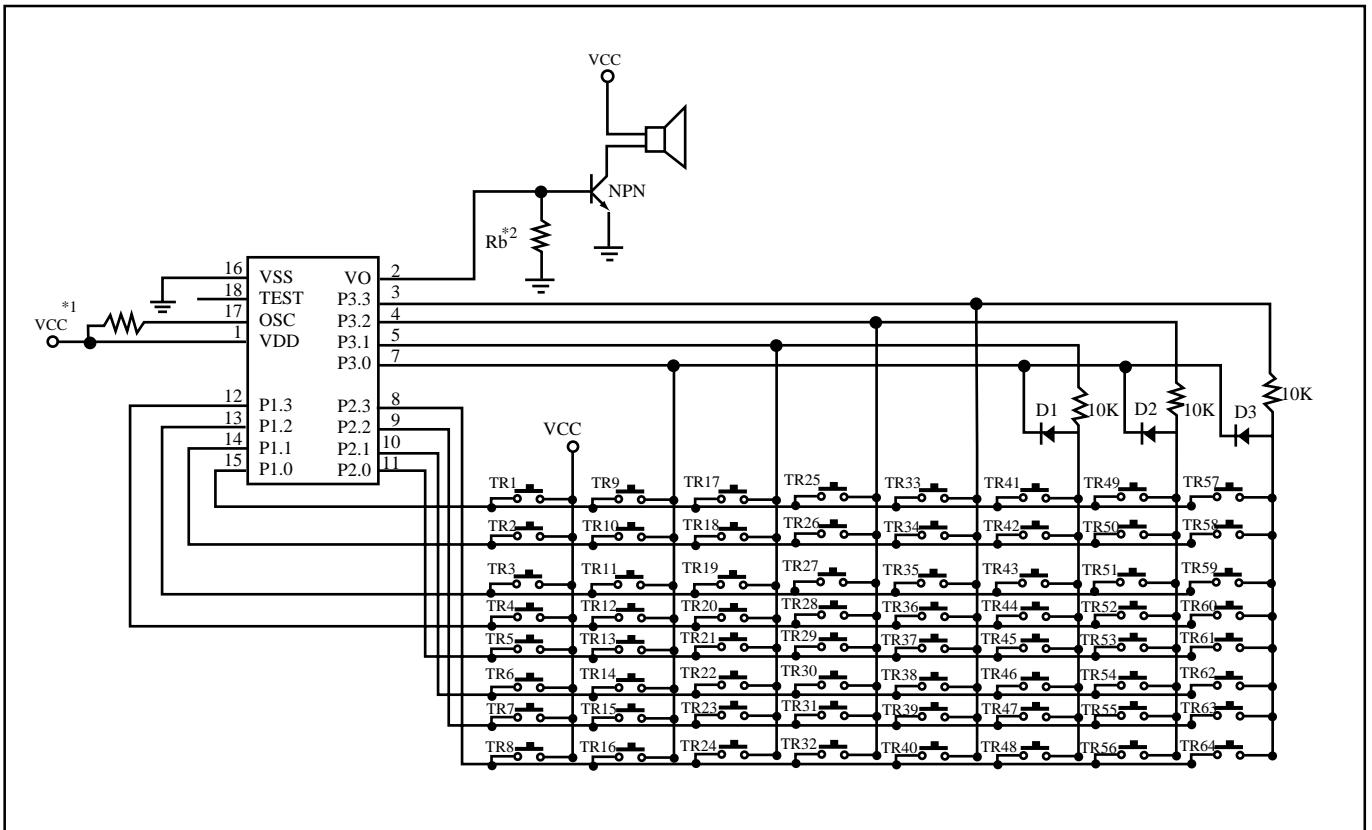 VCC
NPN
Rb*2
16 VSS VO 2
18 TEST P3.3 3
*1 17 OSC P3.2 4
VCC 1 VDD P3.1 5
P3.0 7
12 P1.3 P2.3 8
13 P1.2 P2.2 9
14 P1.1 P2.1 10
15 P1.0 P2.0 11
VCC
D1 10K D2 10K D3 10K
TR1 TR9 TR17 TR25 TR33 TR41 TR49 TR57
TR2 TR10 TR18 TR26 TR34 TR42 TR50 TR58
TR3 TR11 TR19 TR27 TR35 TR43 TR51 TR59
TR4 TR12 TR20 TR28 TR36 TR44 TR52 TR60
TR5 TR13 TR21 TR29 TR37 TR45 TR53 TR61
TR6 TR14 TR22 TR30 TR38 TR46 TR54 TR62
TR7 TR15 TR23 TR31 TR39 TR47 TR55 TR63
TR8 TR16 TR24 TR32 TR40 TR48 TR56 TR64